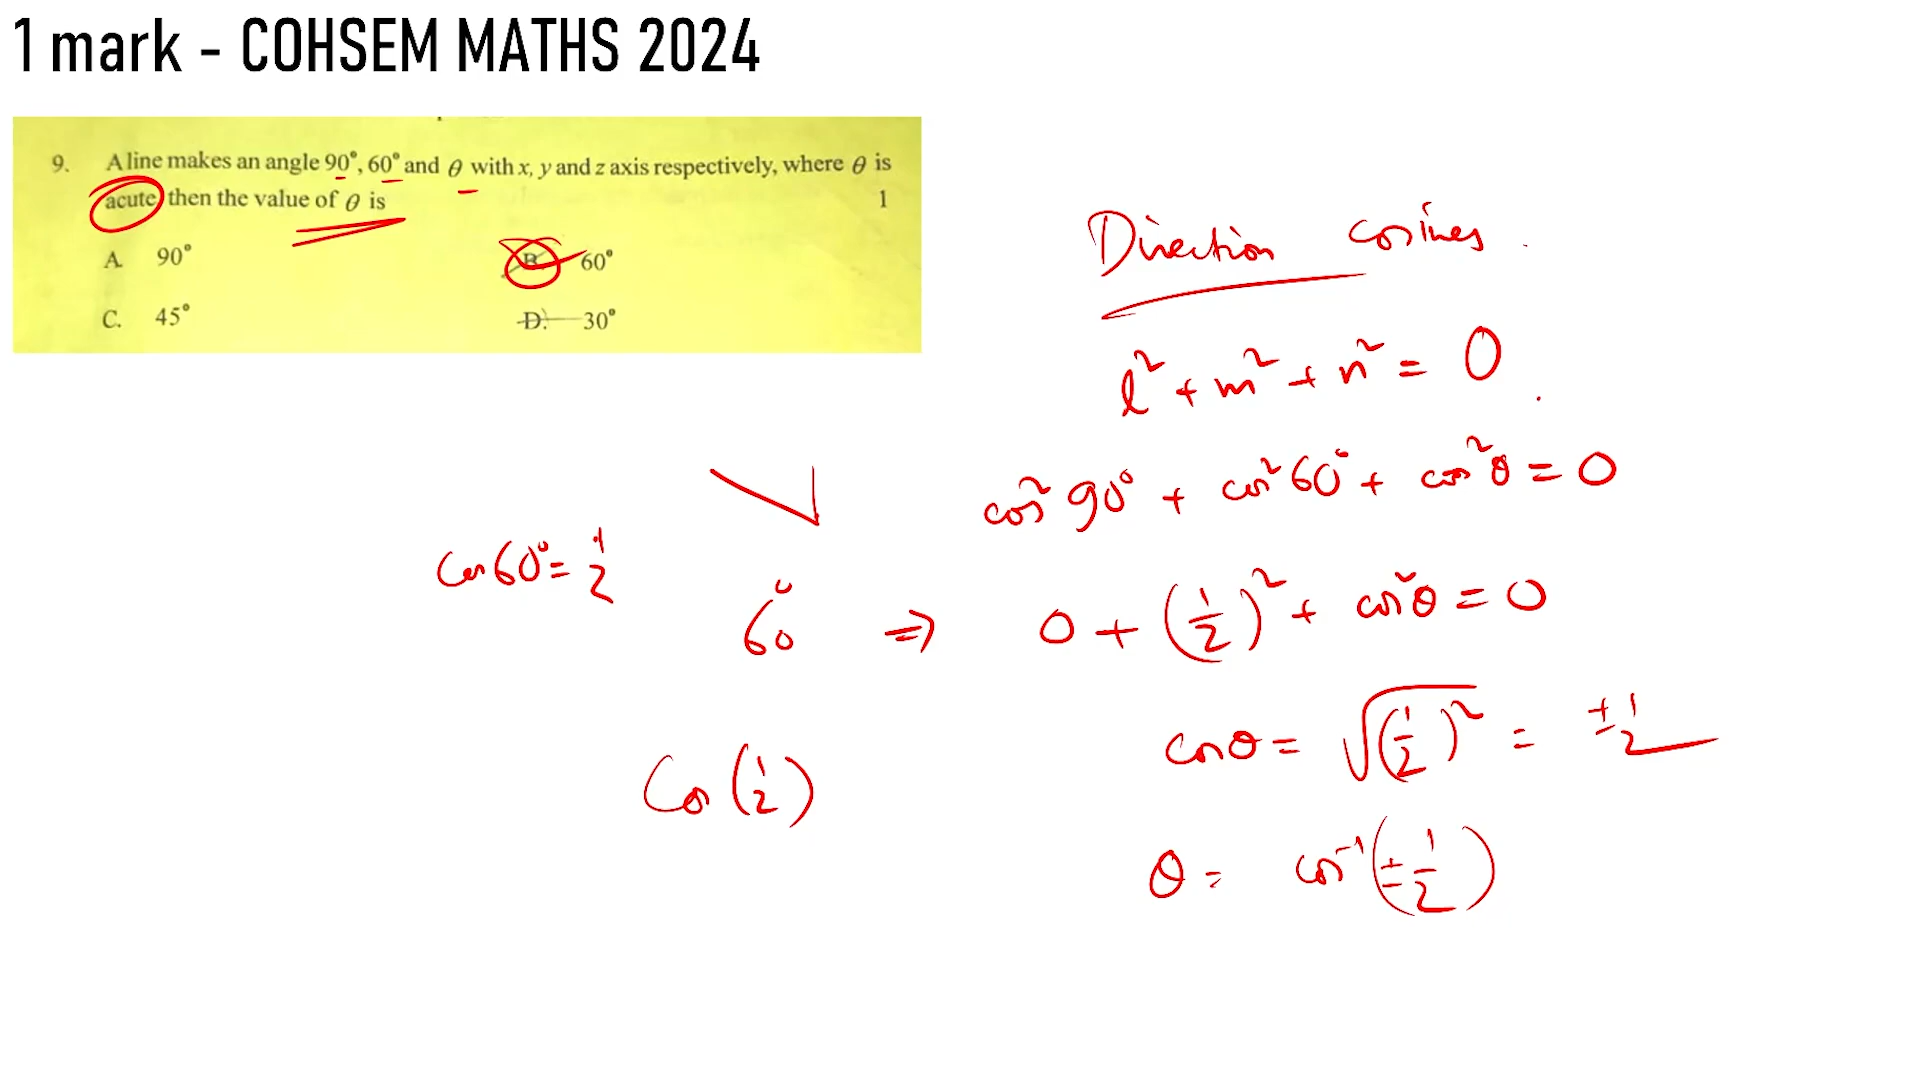 1 mark - COHSEM MATHS 2024
9. A line makes an angle 90°, 60° and θ with x, y and z axis respectively, where θ is
acute then the value of θ is 1
A. 90° B. 60°
C. 45° D. 30°
Direction cosines.
l² + m² + n² = 0
cos² 90° + cos² 60° + cos² θ = 0
cos 60° = 1/2
60° ⇒ 0 + (1/2)² + cos² θ = 0
cos θ = √(1/2)² = ± 1/2
Cos (1/2)
θ = cos⁻¹ (± 1/2)